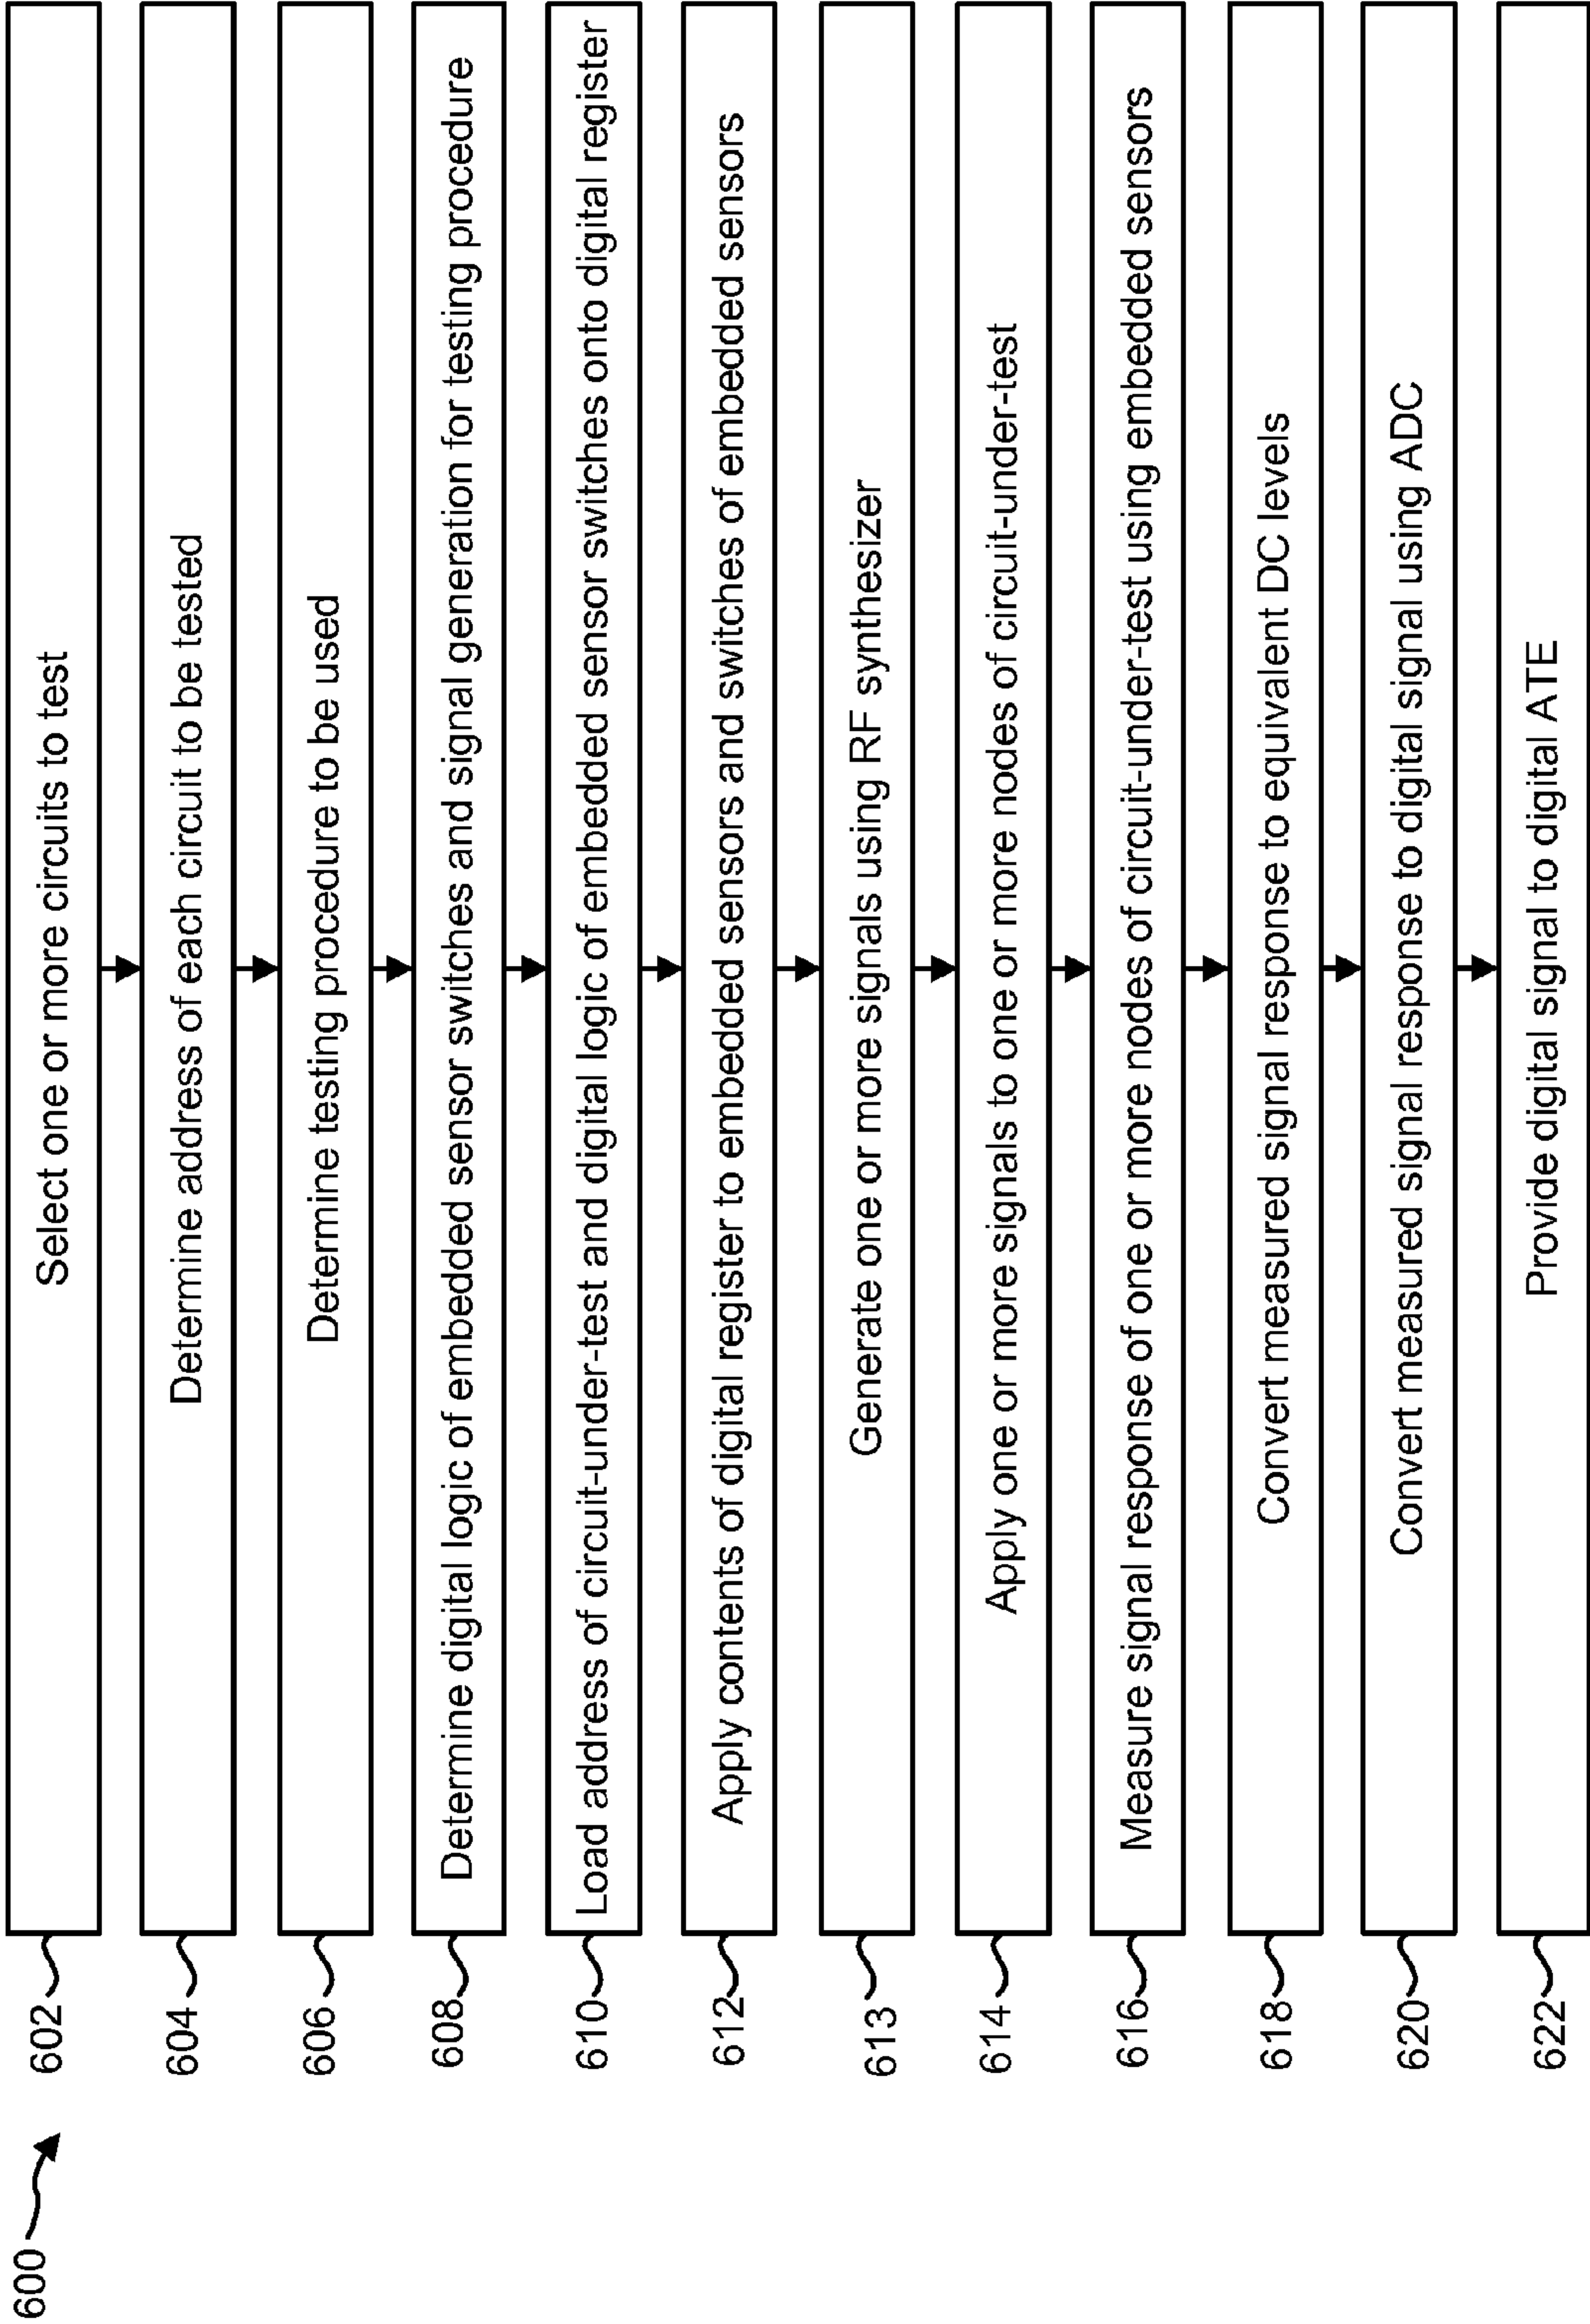 600
602
Select one or more circuits to test
604
Determine address of each circuit to be tested
606
Determine testing procedure to be used
608
Determine digital logic of embedded sensor switches and signal generation for testing procedure
610
Load address of circuit-under-test and digital logic of embedded sensor switches onto digital register
612
Apply contents of digital register to embedded sensors and switches of embedded sensors
613
Generate one or more signals using RF synthesizer
614
Apply one or more signals to one or more nodes of circuit-under-test
616
Measure signal response of one or more nodes of circuit-under-test using embedded sensors
618
Convert measured signal response to equivalent DC levels
620
Convert measured signal response to digital signal using ADC
622
Provide digital signal to digital ATE